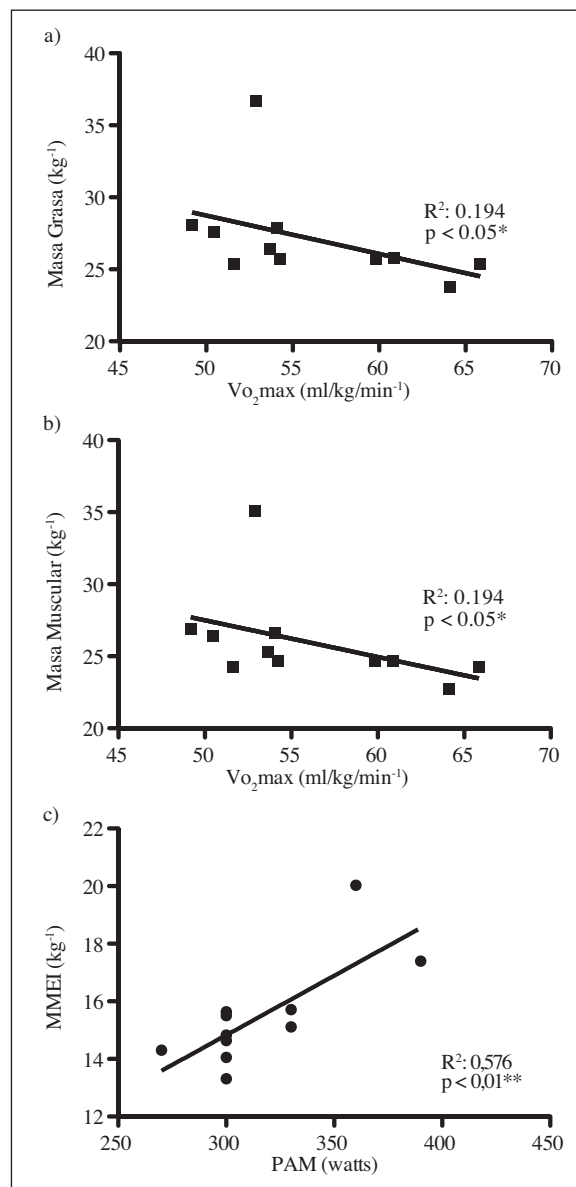 a)
40
35
30
25
20
Masa Grasa (kg⁻¹)
R²: 0.194
p < 0.05*
45 50 55 60 65 70
Vo₂max (ml/kg/min⁻¹)
b)
40
35
30
25
20
Masa Muscular (kg⁻¹)
R²: 0.194
p < 0.05*
45 50 55 60 65 70
Vo₂max (ml/kg/min⁻¹)
c)
22
20
18
16
14
12
MMEI (kg⁻¹)
R²: 0,576
p < 0,01**
250 300 350 400 450
PAM (watts)